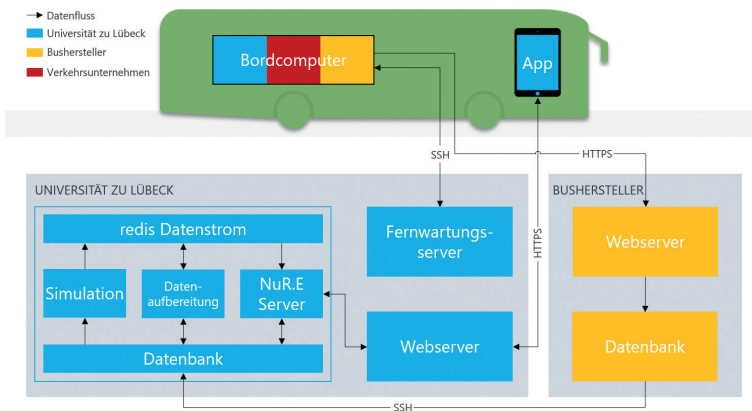 Datenfluss
Universität zu Lübeck
Bushersteller
Verkehrsunternehmen
Bordcomputer
App
SSH
HTTPS
UNIVERSITÄT ZU LÜBECK
BUSHERSTELLER
redis Datenstrom
Simulation
Daten-
aufbereitung
NuR.E
Server
Datenbank
Fernwartungs-
server
Webserver
HTTPS
Webserver
Datenbank
SSH